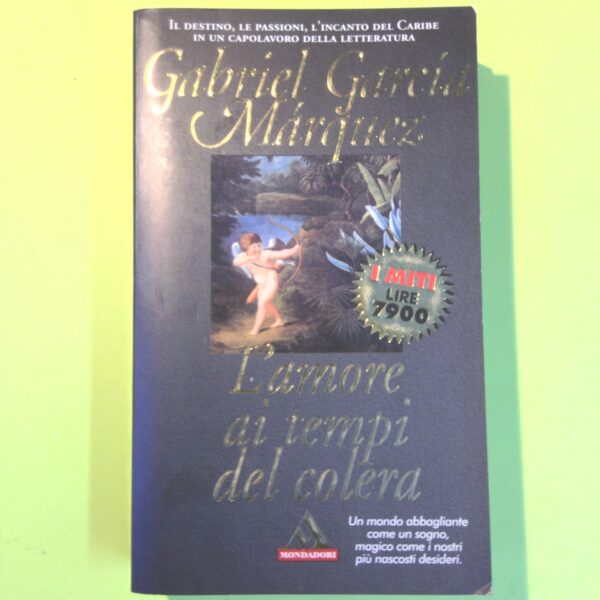 IL DESTINO, LE PASSIONI, L'INCANTO DEL CARIBE
IN UN CAPOLAVORO DELLA LETTERATURA
Gabriel García
Márquez
I MITI
LIRE
7900
L'amore
ai tempi
del colera
Un mondo abbagliante
come un sogno,
magico come i nostri
più nascosti desideri.
MONDADORI